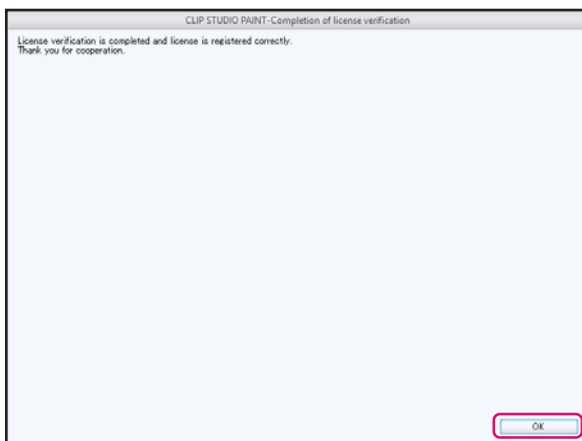 CLIP STUDIO PAINT-Completion of license verification
License verification is completed and license is registered correctly.
Thank you for cooperation.
OK